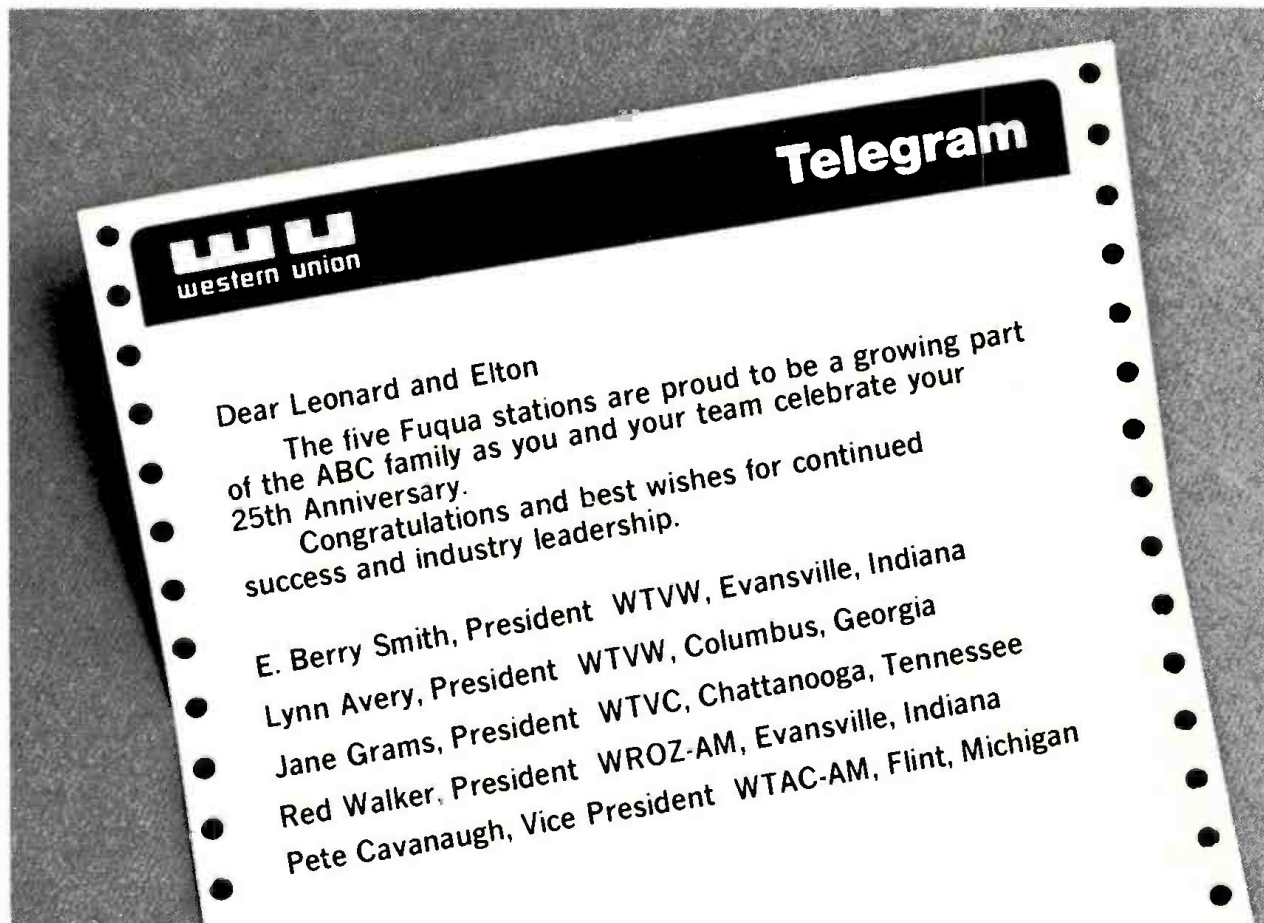 Telegram
western union
Dear Leonard and Elton
The five Fuqua stations are proud to be a growing part
of the ABC family as you and your team celebrate your
25th Anniversary.
Congratulations and best wishes for continued
success and industry leadership.
E. Berry Smith, President WTVW, Evansville, Indiana
Lynn Avery, President WTVW, Columbus, Georgia
Jane Grams, President WTVC, Chattanooga, Tennessee
Red Walker, President WROZ-AM, Evansville, Indiana
Pete Cavanaugh, Vice President WTAC-AM, Flint, Michigan